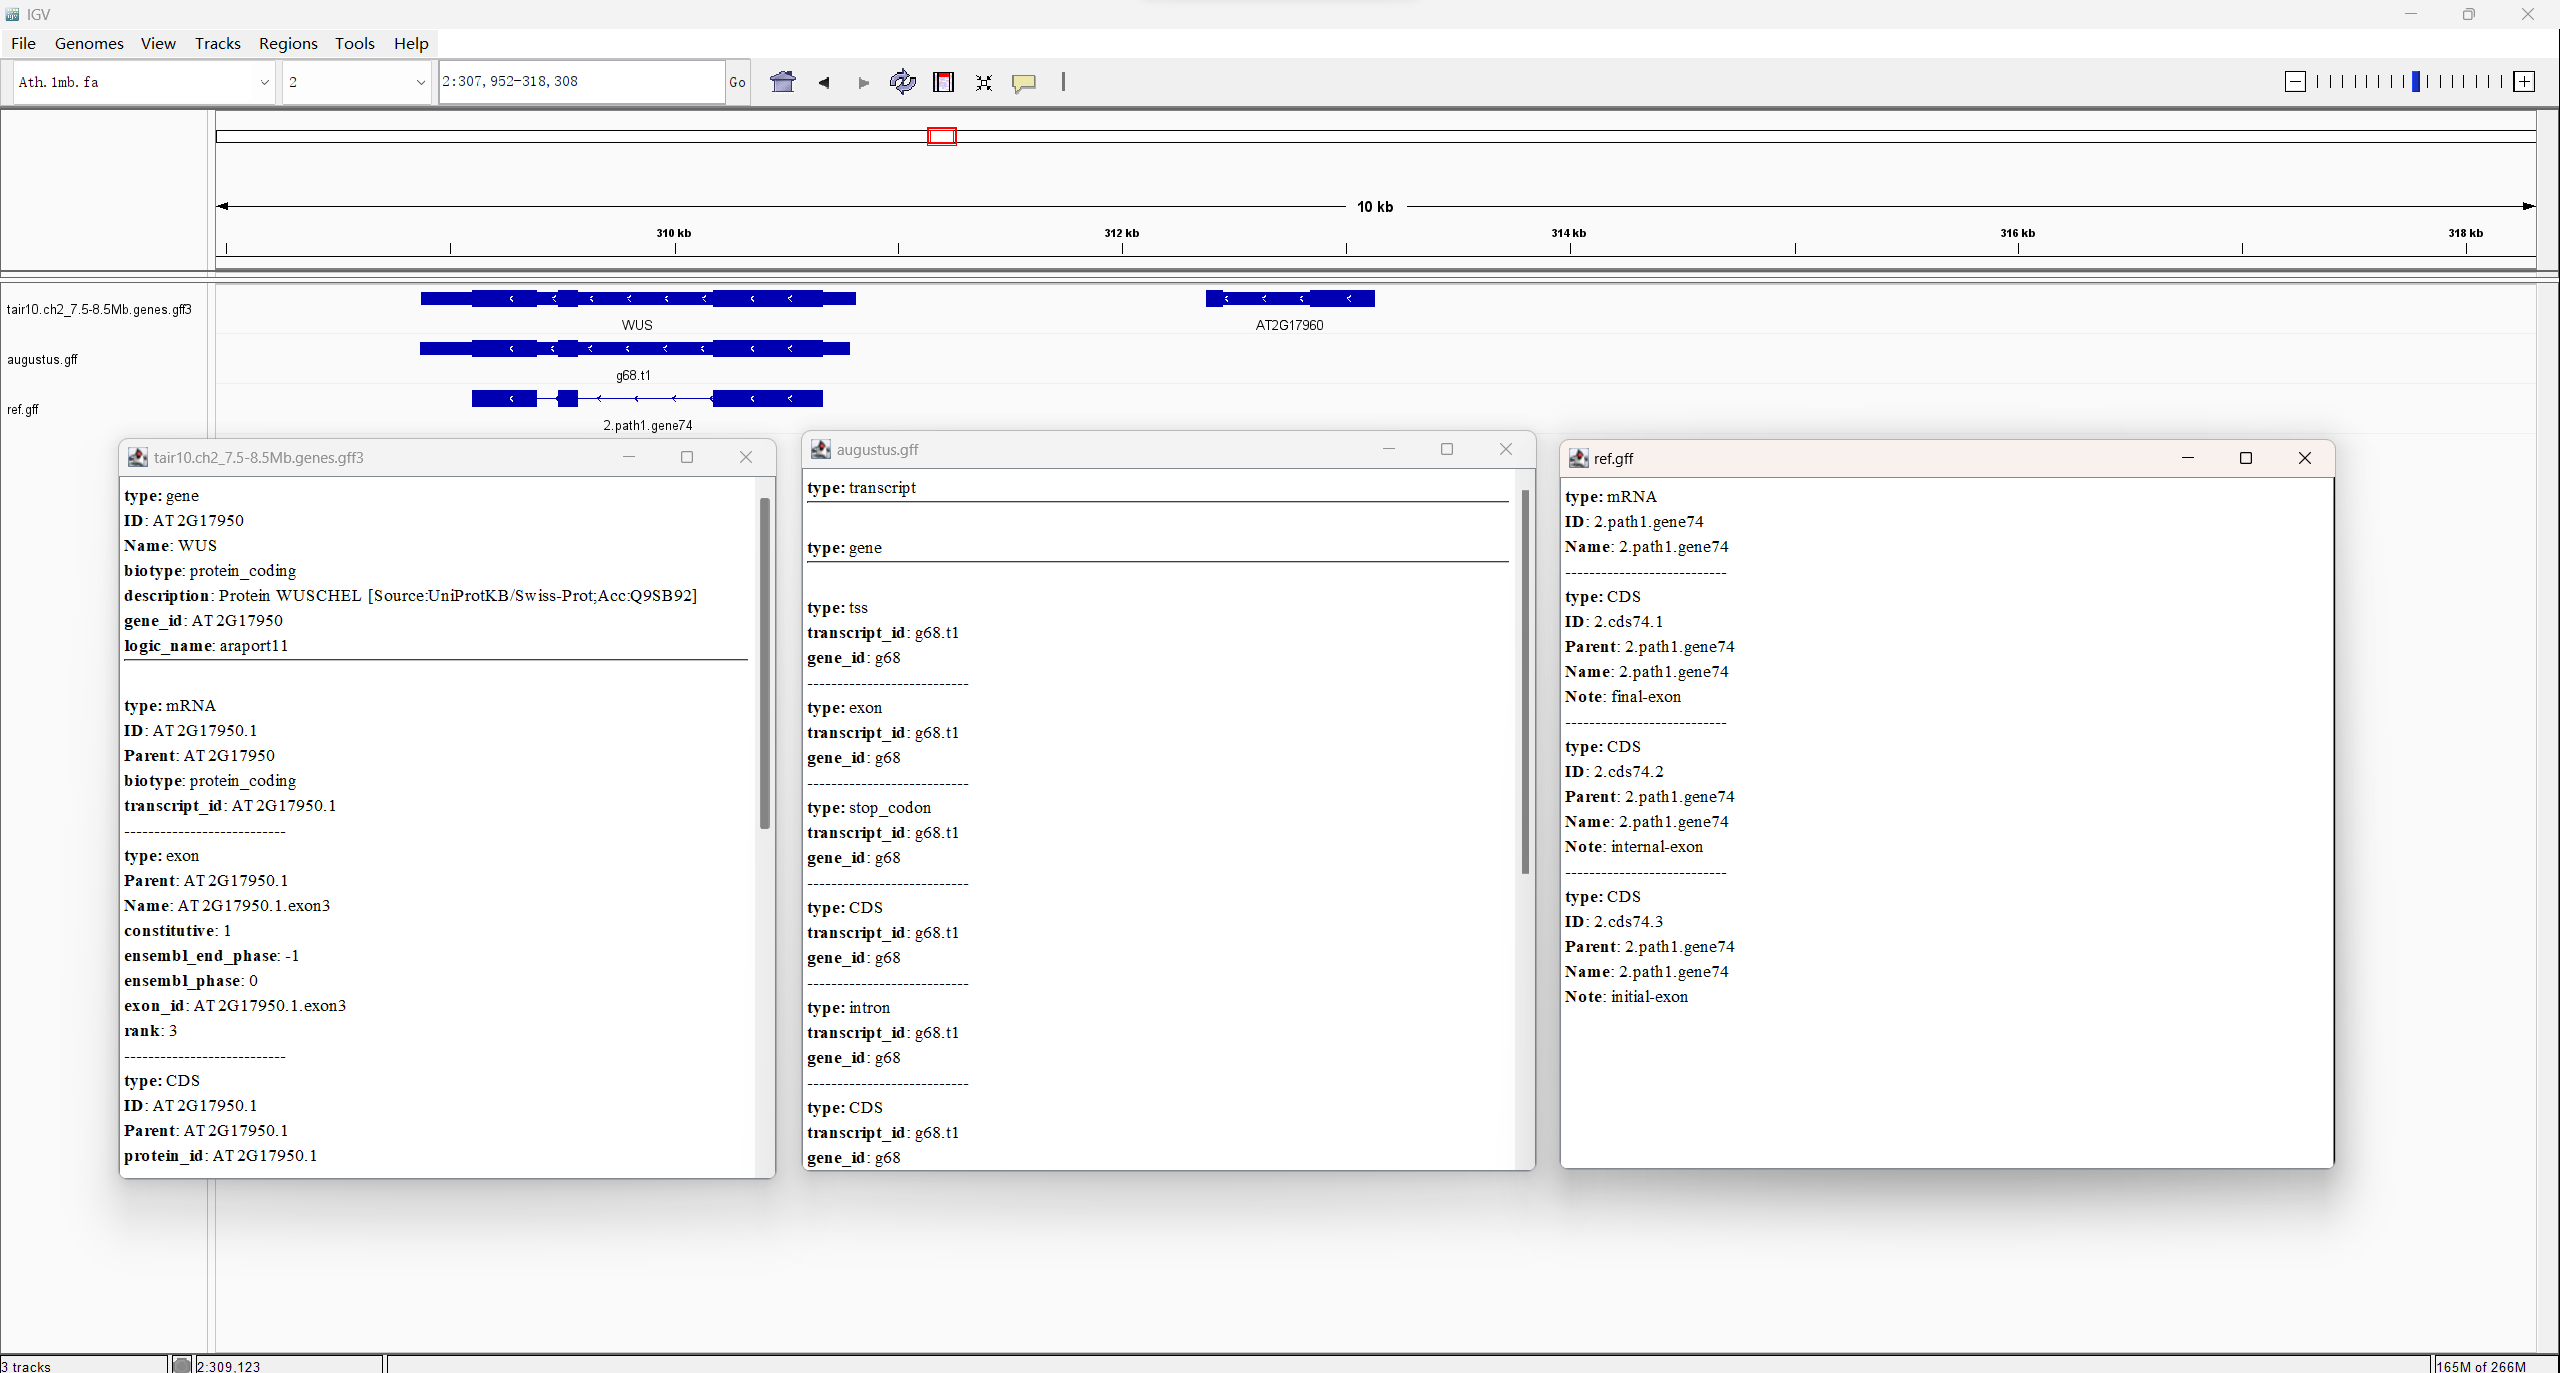 IGV
File Genomes View Tracks Regions Tools Help
Ath.1mb.fa 2 2:307,952-318,308 Go
10 kb
310 kb 312 kb 314 kb 316 kb 318 kb
tair10.ch2_7.5-8.5Mb.genes.gff3
WUS AT2G17960
augustus.gff
g68.t1
ref.gff
2.path1.gene74
tair10.ch2_7.5-8.5Mb.genes.gff3
type: gene
ID: AT2G17950
Name: WUS
biotype: protein_coding
description: Protein WUSCHEL [Source:UniProtKB/Swiss-Prot;Acc:Q9SB92]
gene_id: AT2G17950
logic_name: araport11
type: mRNA
ID: AT2G17950.1
Parent: AT2G17950
biotype: protein_coding
transcript_id: AT2G17950.1
---------------------------
type: exon
Parent: AT2G17950.1
Name: AT2G17950.1.exon3
constitutive: 1
ensembl_end_phase: -1
ensembl_phase: 0
exon_id: AT2G17950.1.exon3
rank: 3
---------------------------
type: CDS
ID: AT2G17950.1
Parent: AT2G17950.1
protein_id: AT2G17950.1
augustus.gff
type: transcript
type: gene
type: tss
transcript_id: g68.t1
gene_id: g68
---------------------------
type: exon
transcript_id: g68.t1
gene_id: g68
---------------------------
type: stop_codon
transcript_id: g68.t1
gene_id: g68
---------------------------
type: CDS
transcript_id: g68.t1
gene_id: g68
---------------------------
type: intron
transcript_id: g68.t1
gene_id: g68
---------------------------
type: CDS
transcript_id: g68.t1
gene_id: g68
ref.gff
type: mRNA
ID: 2.path1.gene74
Name: 2.path1.gene74
---------------------------
type: CDS
ID: 2.cds74.1
Parent: 2.path1.gene74
Name: 2.path1.gene74
Note: final-exon
---------------------------
type: CDS
ID: 2.cds74.2
Parent: 2.path1.gene74
Name: 2.path1.gene74
Note: internal-exon
---------------------------
type: CDS
ID: 2.cds74.3
Parent: 2.path1.gene74
Name: 2.path1.gene74
Note: initial-exon
3 tracks 2:309,123 165M of 266M